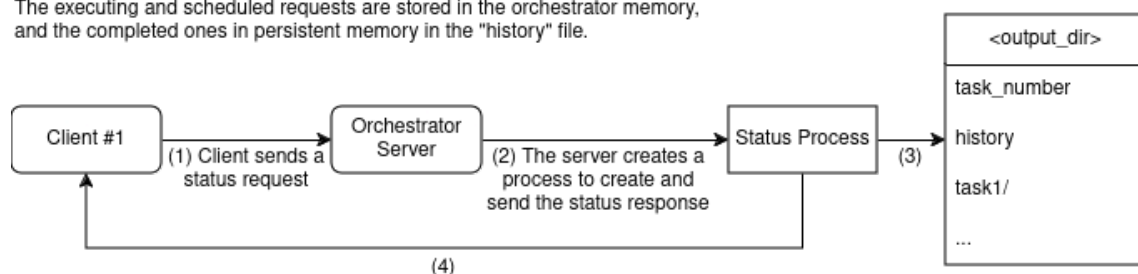 The executing and scheduled requests are stored in the orchestrator memory,
and the completed ones in persistent memory in the "history" file.
<output_dir>
task_number
history
task1/
...
Client #1
(1) Client sends a
status request
Orchestrator
Server
(2) The server creates a
process to create and
send the status response
Status Process
(3)
(4)